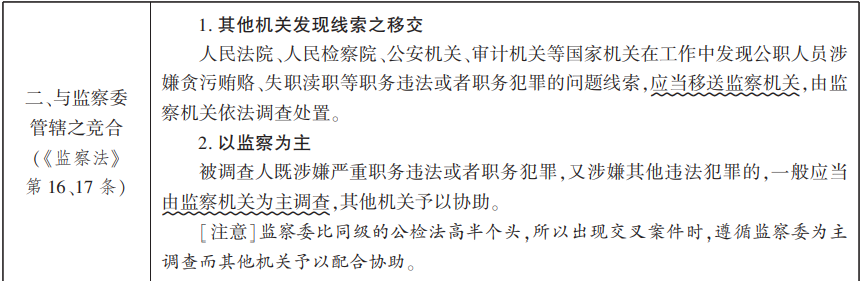 二、与监察委
管辖之竞合
(《监察法》
第 16、17 条)
1. 其他机关发现线索之移交
人民法院、人民检察院、公安机关、审计机关等国家机关在工作中发现公职人员涉
嫌贪污贿赂、失职渎职等职务违法或者职务犯罪的问题线索,应当移送监察机关,由监
察机关依法调查处置。
2. 以监察为主
被调查人既涉嫌严重职务违法或者职务犯罪,又涉嫌其他违法犯罪的,一般应当
由监察机关为主调查,其他机关予以协助。
[注意]监察委比同级的公检法高半个头,所以出现交叉案件时,遵循监察委为主
调查而其他机关予以配合协助。